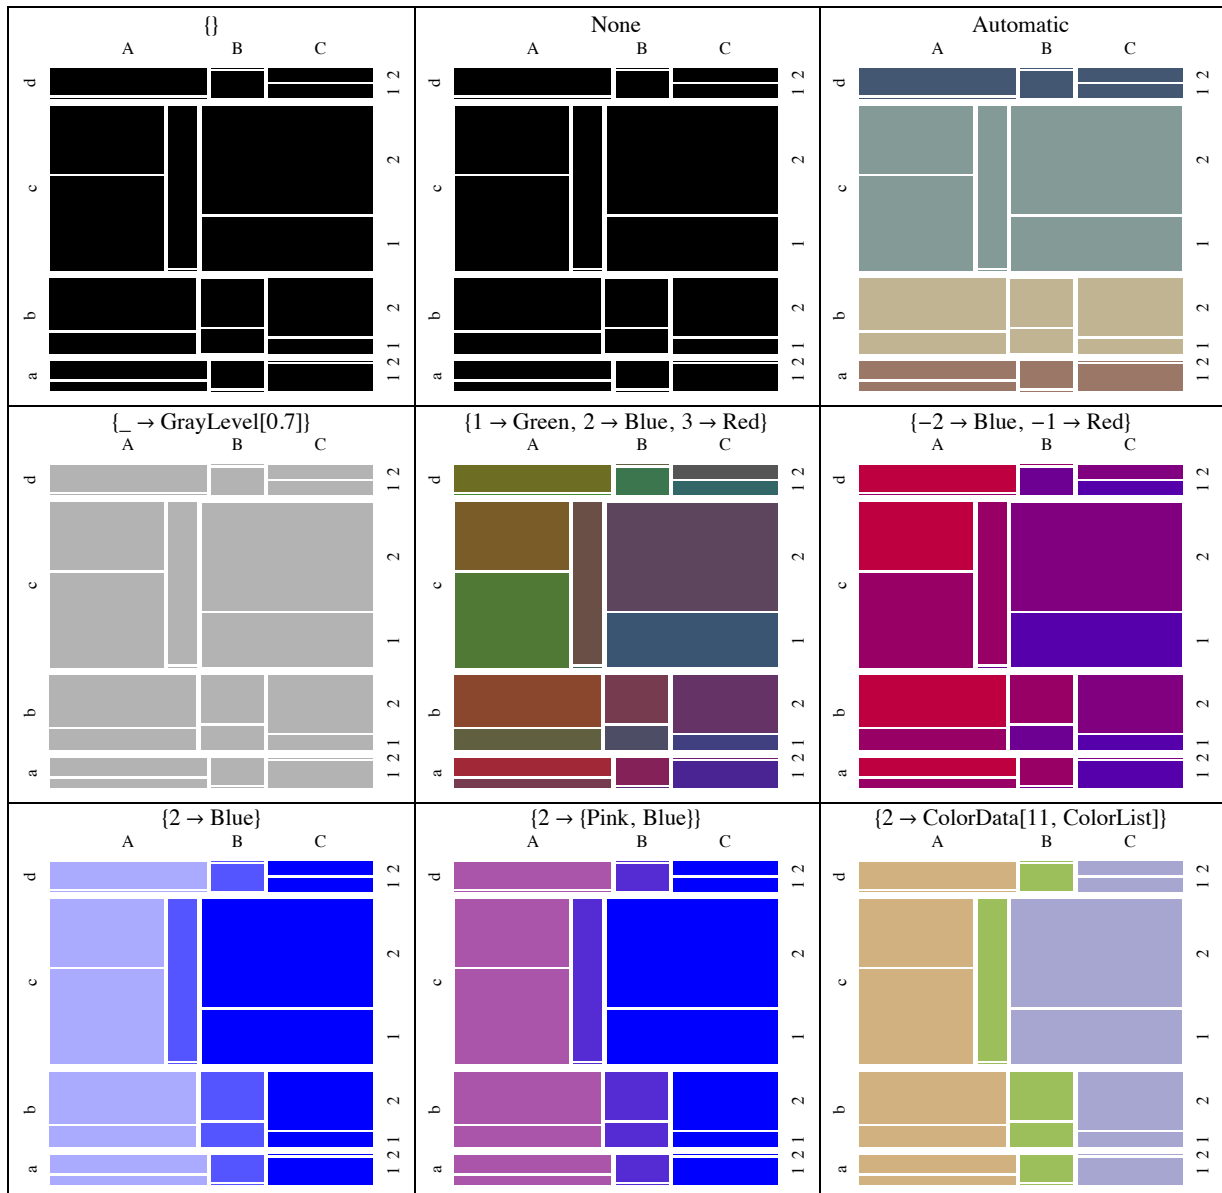 {} None Automatic
A B C A B C A B C
d 2 1 d 2 1 d 2 1
c 2 1 c 2 1 c 2 1
b 2 1 b 2 1 b 2 1
a 2 1 a 2 1 a 2 1
{_ → GrayLevel[0.7]} {1 → Green, 2 → Blue, 3 → Red} {−2 → Blue, −1 → Red}
A B C A B C A B C
d 2 1 d 2 1 d 2 1
c 2 1 c 2 1 c 2 1
b 2 1 b 2 1 b 2 1
a 2 1 a 2 1 a 2 1
{2 → Blue} {2 → {Pink, Blue}} {2 → ColorData[11, ColorList]}
A B C A B C A B C
d 2 1 d 2 1 d 2 1
c 2 1 c 2 1 c 2 1
b 2 1 b 2 1 b 2 1
a 2 1 a 2 1 a 2 1